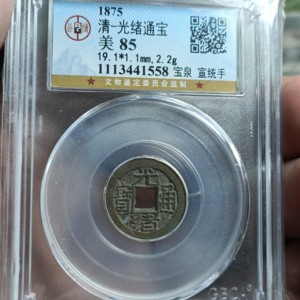 1875
清-光绪通宝
美 85
19.1*1.1mm,2.2g
1113441558 宝泉 宣统手
★文物鉴定委员会监制★
光緒通寶